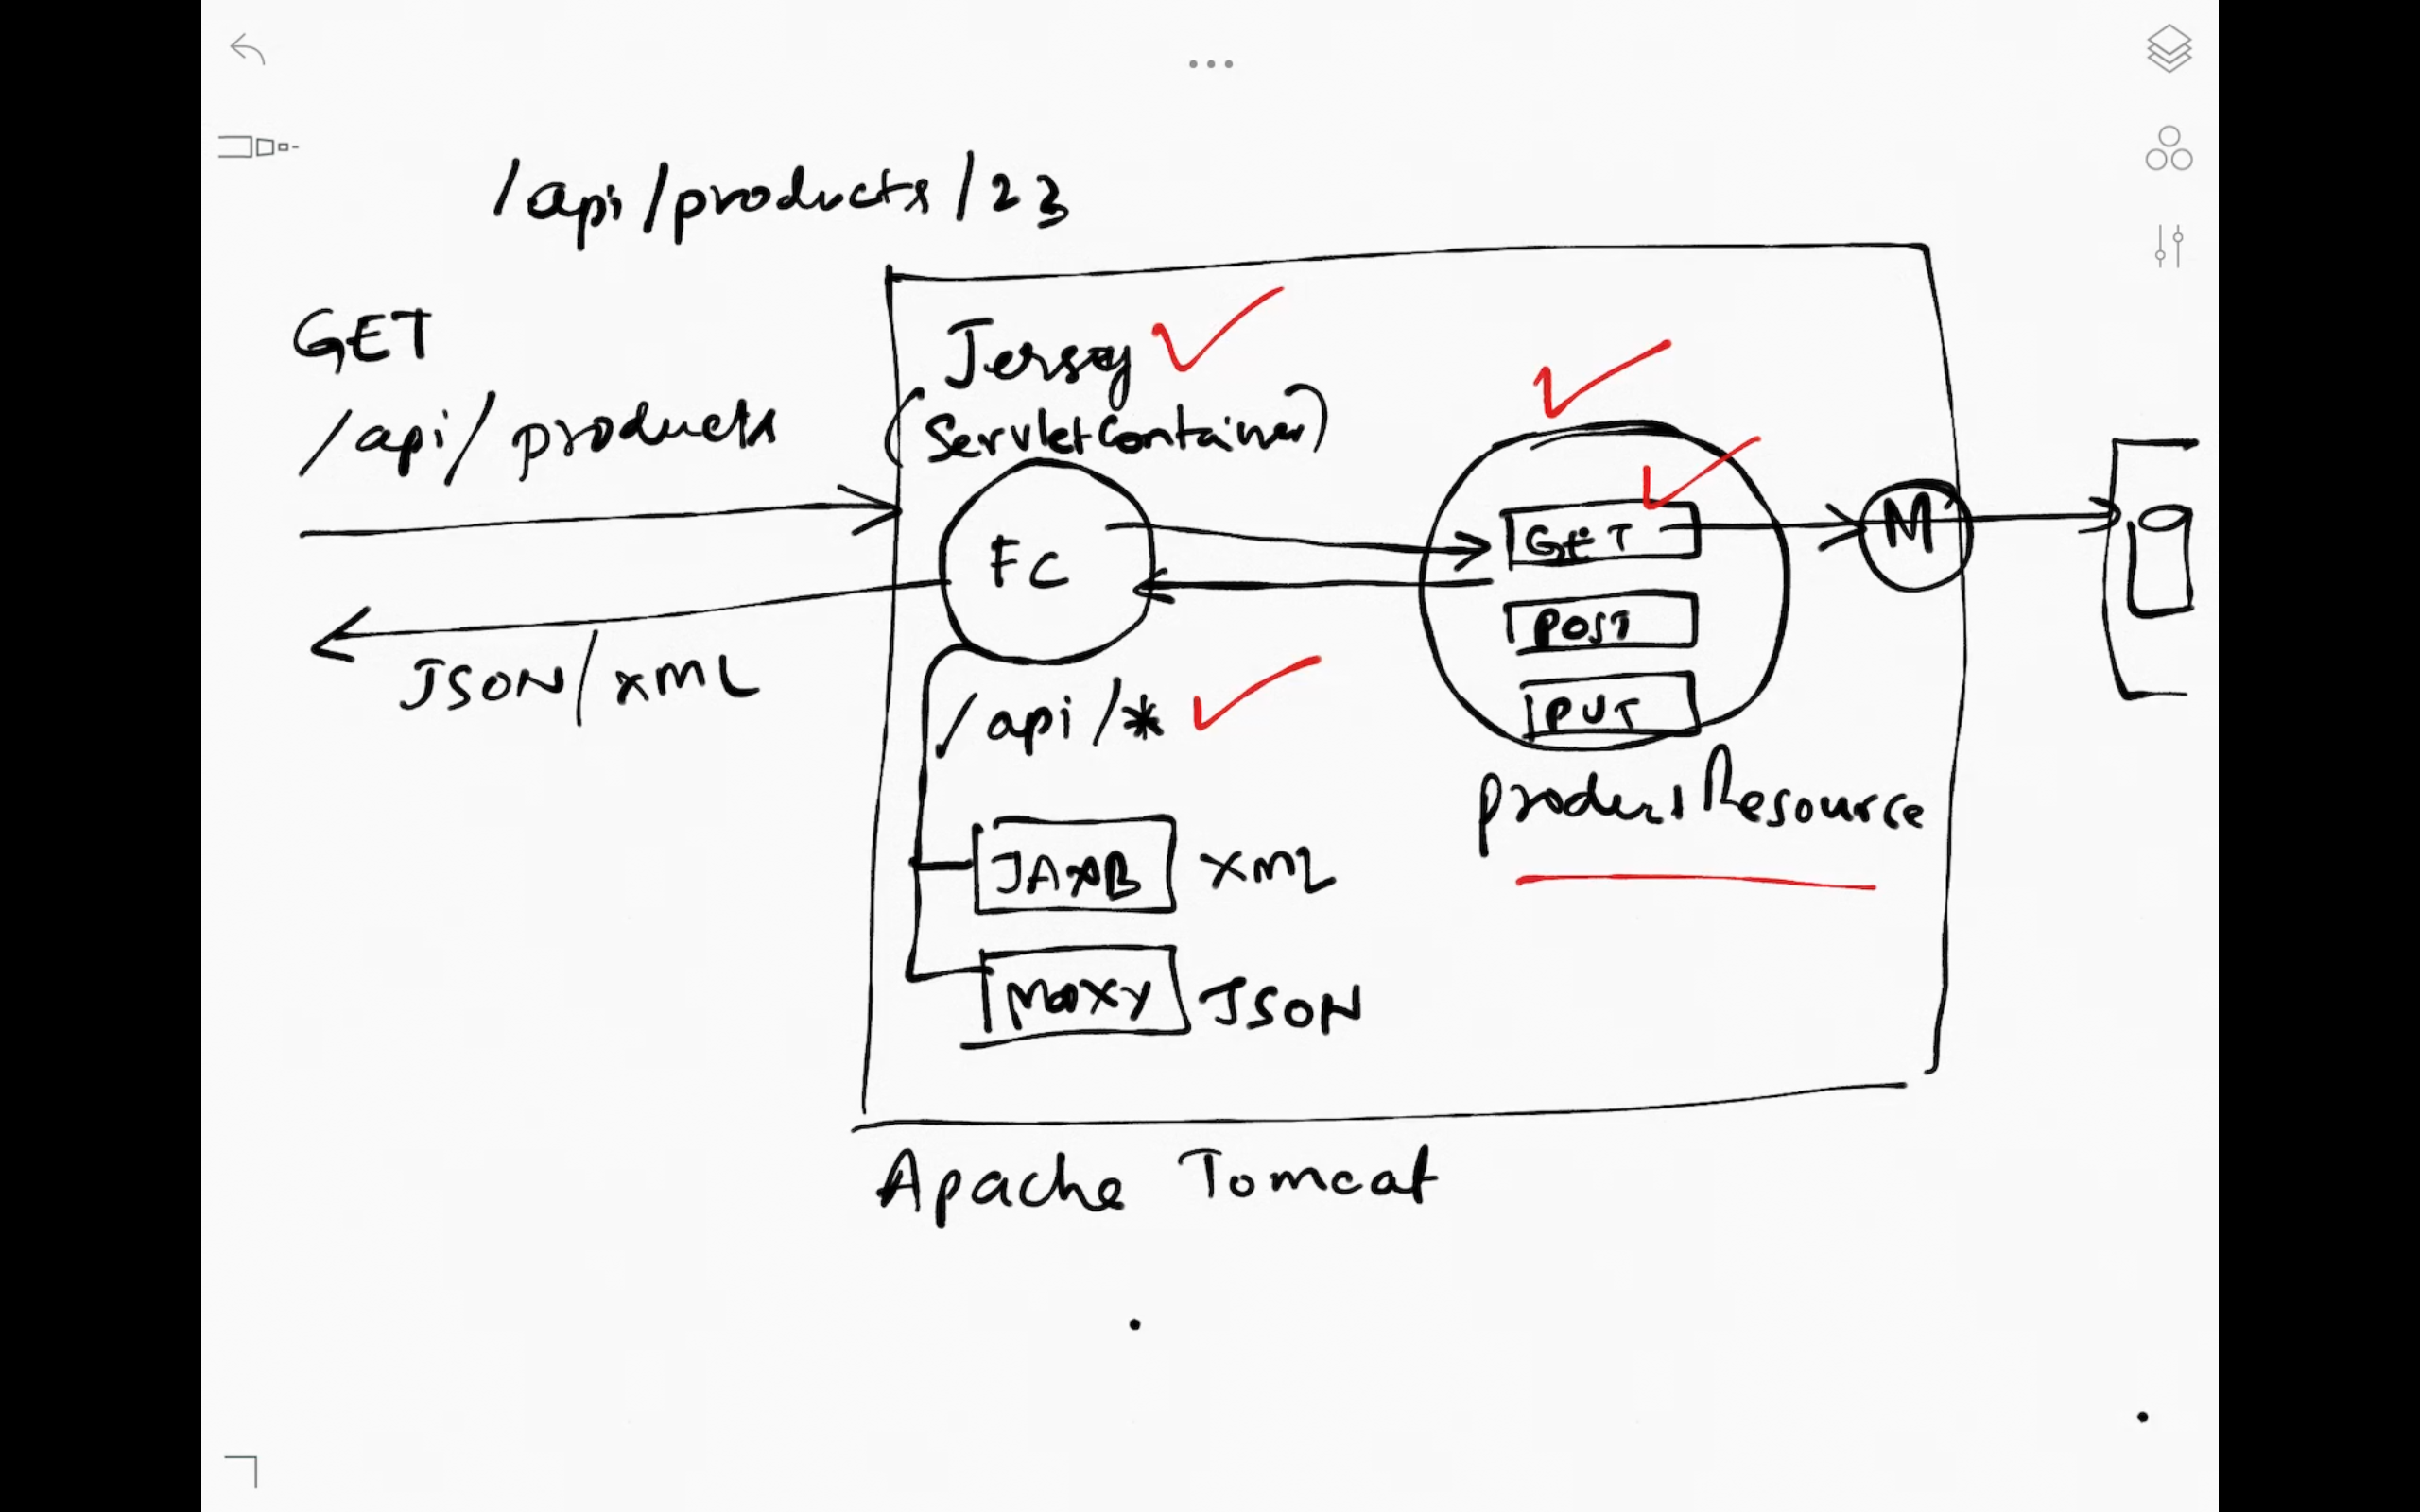 /api/products/23
GET
/api/products
JSON/XML
Jersey
(ServletContainer)
FC
/api/*
JAXB XML
MOXY JSON
GET
POST
PUT
productResource
M
Apache Tomcat